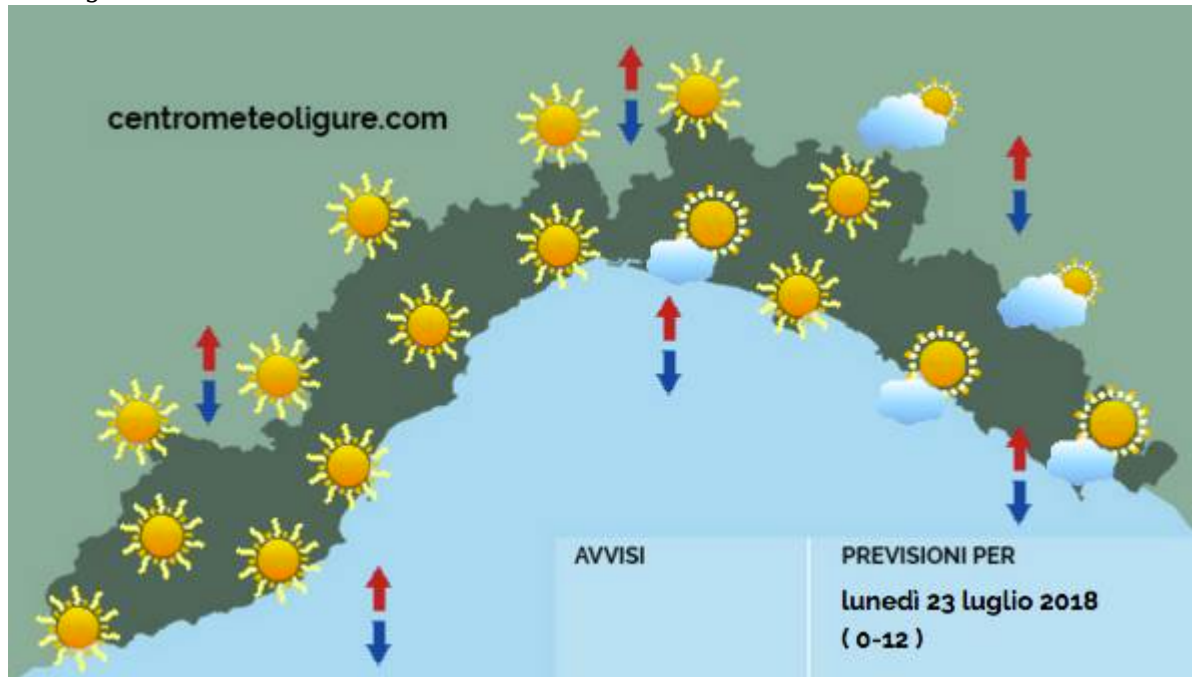 centrometeoligure.com
AVVISI
PREVISIONI PER
lunedì 23 luglio 2018
( 0-12 )